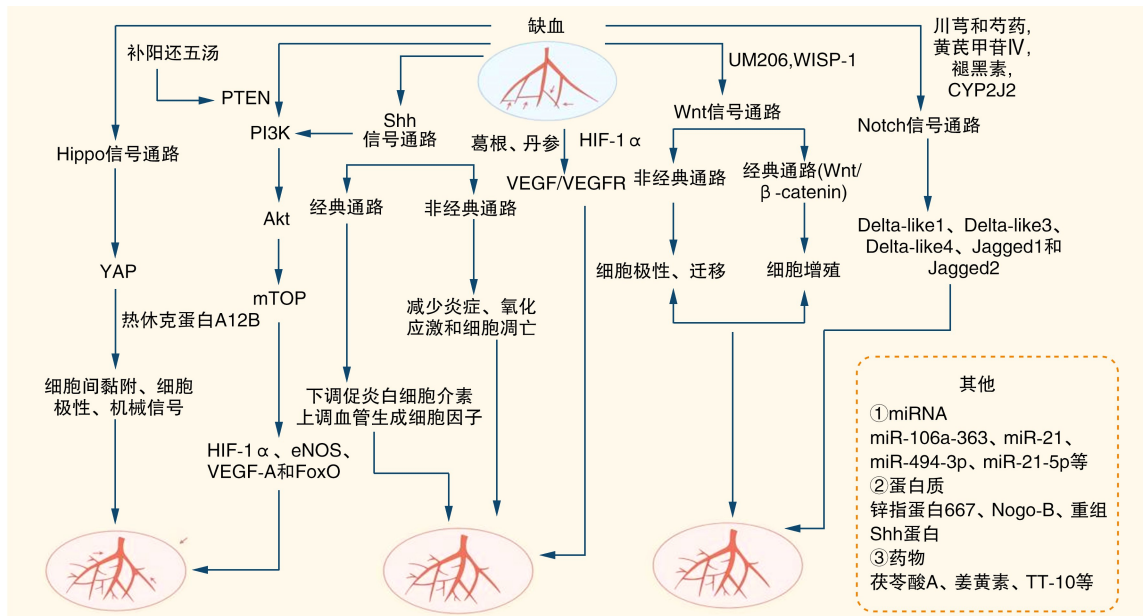 缺血
补阳还五汤
PTEN
PI3K
Akt
mTOP
HIF-1α、eNOS、
VEGF-A和FoxO
Hippo信号通路
YAP
热休克蛋白A12B
细胞间黏附、细胞
极性、机械信号
Shh
信号通路
经典通路
非经典通路
下调促炎白细胞介素
上调血管生成细胞因子
减少炎症、氧化
应激和细胞凋亡
葛根、丹参
HIF-1α
VEGF/VEGFR
UM206,WISP-1
Wnt信号通路
非经典通路
经典通路(Wnt/
β-catenin)
细胞极性、迁移
细胞增殖
川芎和芍药,
黄芪甲苷Ⅳ,
褪黑素,
CYP2J2
Notch信号通路
Delta-like1、Delta-like3、
Delta-like4、Jagged1和
Jagged2
其他
①miRNA
miR-106a-363、miR-21、
miR-494-3p、miR-21-5p等
②蛋白质
锌指蛋白667、Nogo-B、重组
Shh蛋白
③药物
茯苓酸A、姜黄素、TT-10等